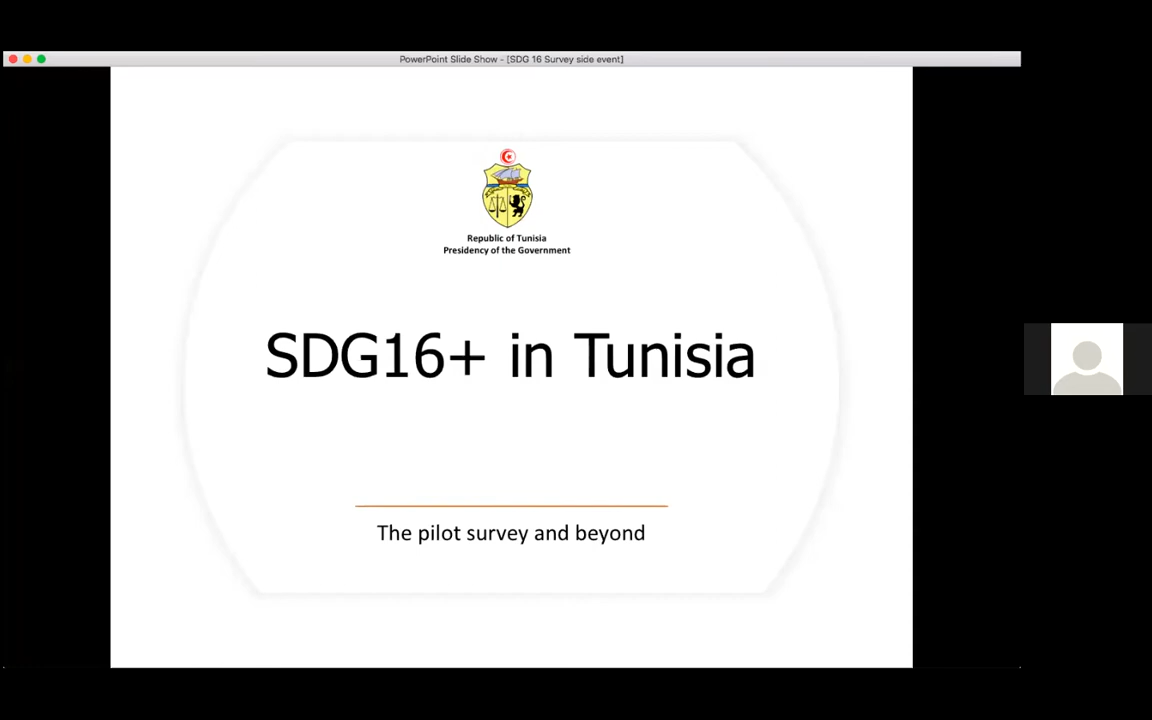 PowerPoint Slide Show - [SDG 16 Survey side event]
Republic of Tunisia
Presidency of the Government
SDG16+ in Tunisia
The pilot survey and beyond